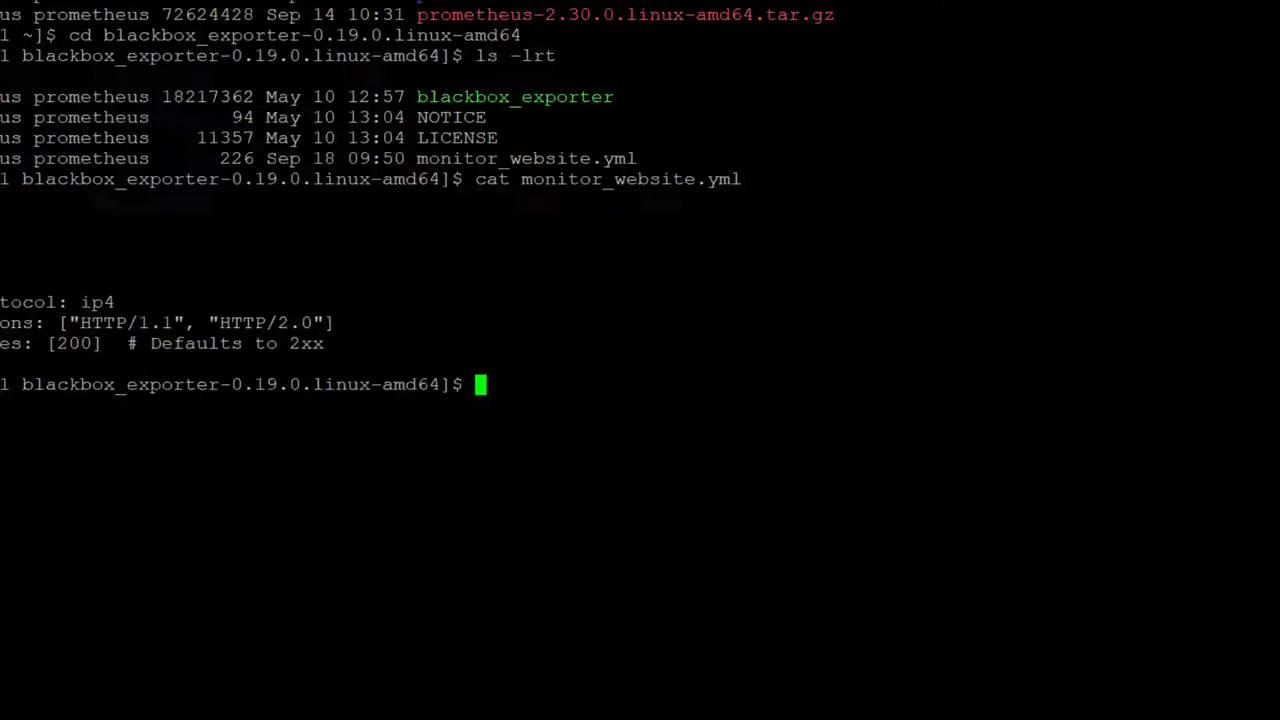 us prometheus 72624428 Sep 14 10:31 prometheus-2.30.0.linux-amd64.tar.gz
1 ~]$ cd blackbox_exporter-0.19.0.linux-amd64
1 blackbox_exporter-0.19.0.linux-amd64]$ ls -lrt
us prometheus 18217362 May 10 12:57 blackbox_exporter
us prometheus 94 May 10 13:04 NOTICE
us prometheus 11357 May 10 13:04 LICENSE
us prometheus 226 Sep 18 09:50 monitor_website.yml
1 blackbox_exporter-0.19.0.linux-amd64]$ cat monitor_website.yml
tocol: ip4
ons: ["HTTP/1.1", "HTTP/2.0"]
es: [200] # Defaults to 2xx
1 blackbox_exporter-0.19.0.linux-amd64]$